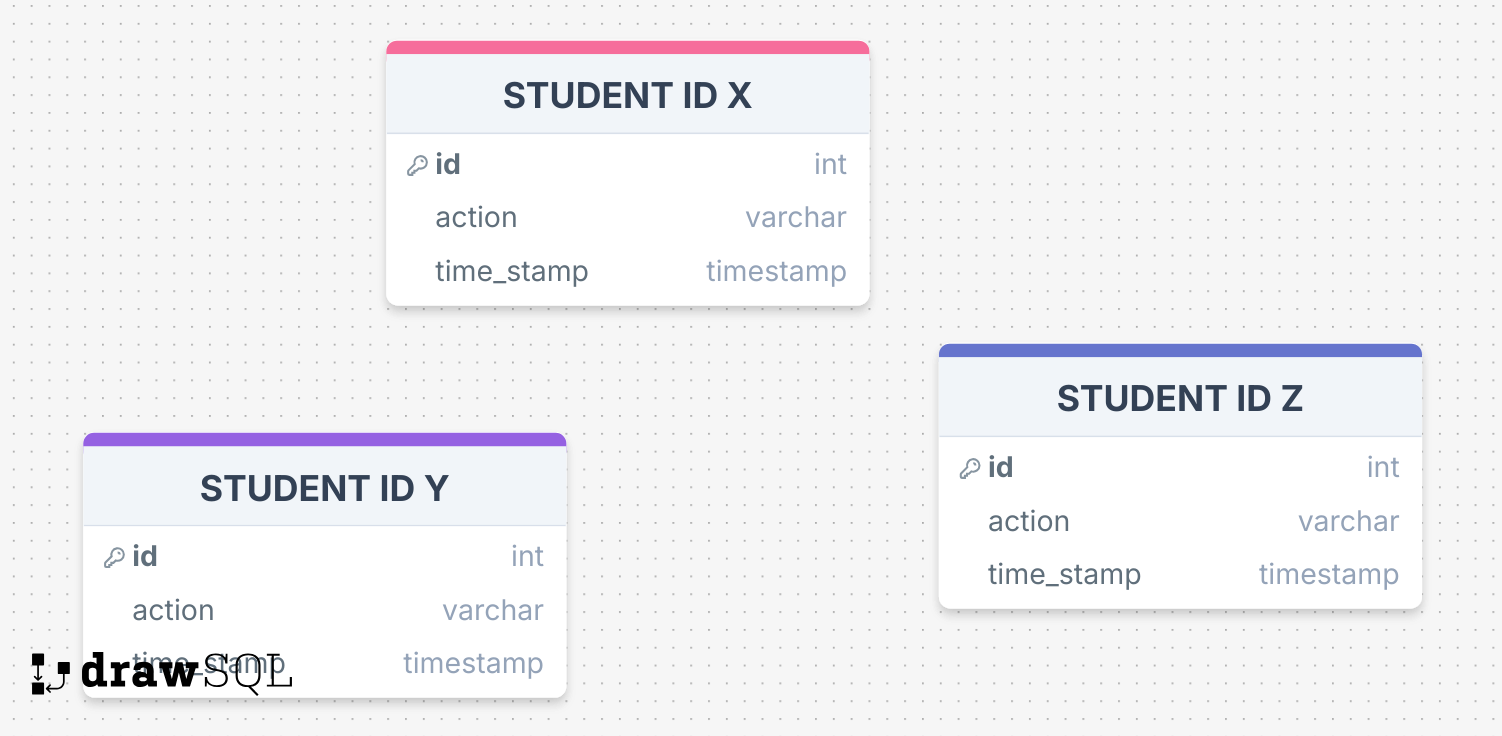 STUDENT ID X
id int
action varchar
time_stamp timestamp
STUDENT ID Z
id int
action varchar
time_stamp timestamp
STUDENT ID Y
id int
action varchar
time_stamp timestamp
drawSQL